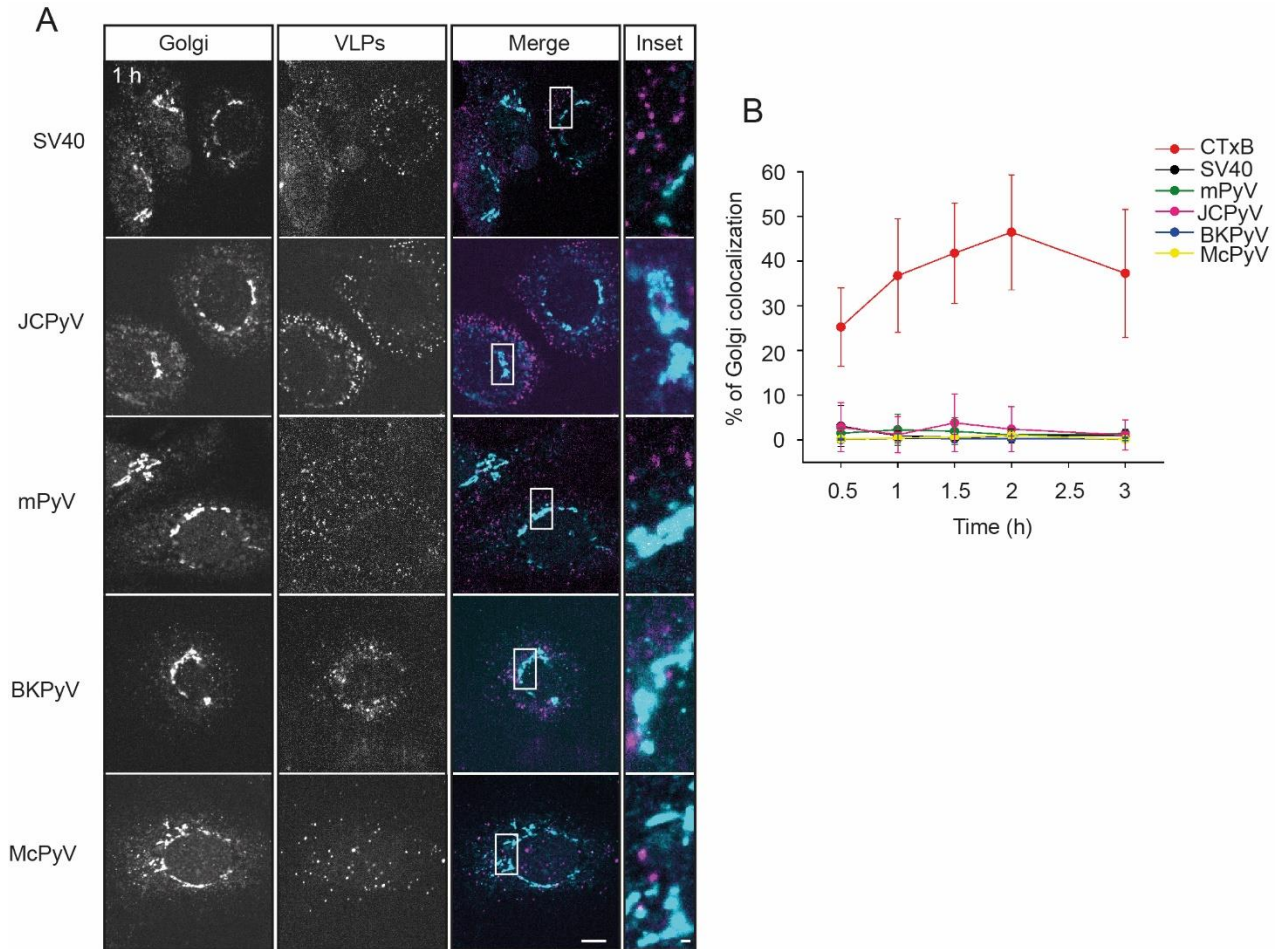 A
Golgi VLPs Merge Inset
1 h
SV40
JCPyV
mPyV
BKPyV
McPyV
B
CTxB
SV40
mPyV
JCPyV
BKPyV
McPyV
% of Golgi colocalization
60
50
40
30
20
10
0
0.5 1 1.5 2 2.5 3
Time (h)